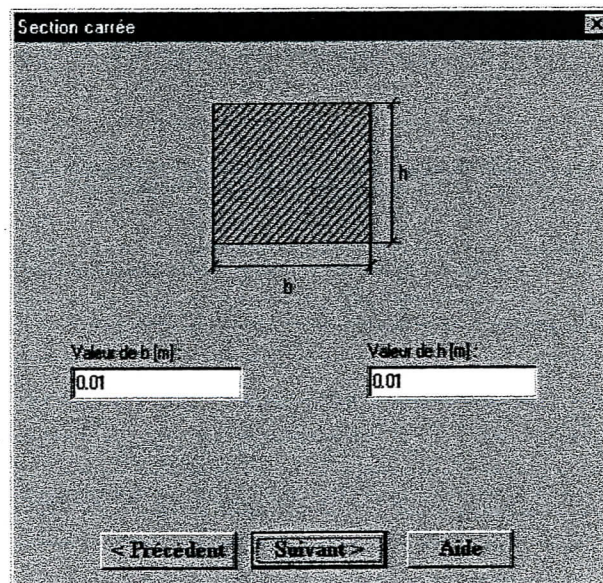 Section carrée
h
b
Valeur de b [m] :
Valeur de h [m] :
0.01
0.01
< Précédent
Suivant >
Aide